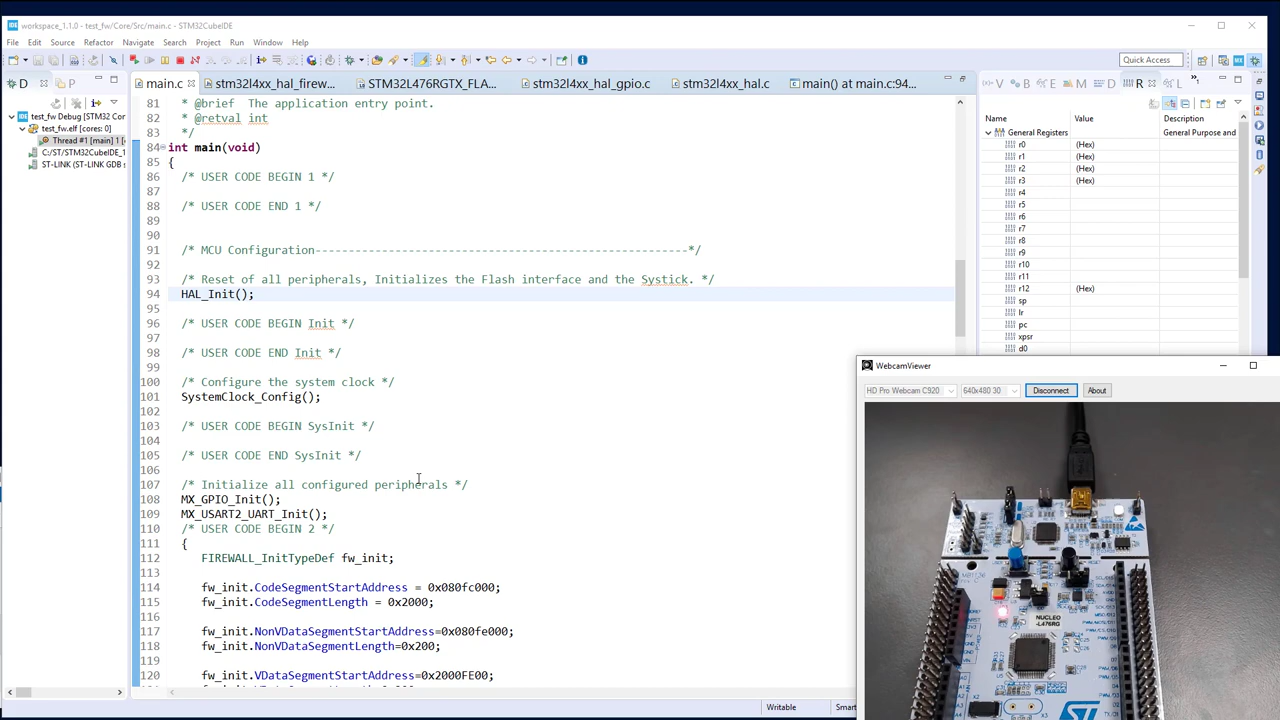 workspace_1.1.0 - test_fw/Core/Src/main.c - STM32CubeIDE
File Edit Source Refactor Navigate Search Project Run Window Help
Quick Access
D P
main.c
stm32l4xx_hal_firew...
STM32L476RGTX_FLA...
stm32l4xx_hal_gpio.c
stm32l4xx_hal.c
main() at main.c:94...
V B E M D R L
test_fw Debug [STM32 Cor
test_fw.elf [cores: 0]
Thread #1 [main] 1 [
C:/ST/STM32CubeIDE_1
ST-LINK (ST-LINK GDB s
81 * @brief The application entry point.
82 * @retval int
83 */
84 int main(void)
85 {
86 /* USER CODE BEGIN 1 */
87
88 /* USER CODE END 1 */
89
90
91 /* MCU Configuration--------------------------------------------------------*/
92
93 /* Reset of all peripherals, Initializes the Flash interface and the Systick. */
94 HAL_Init();
95
96 /* USER CODE BEGIN Init */
97
98 /* USER CODE END Init */
99
100 /* Configure the system clock */
101 SystemClock_Config();
102
103 /* USER CODE BEGIN SysInit */
104
105 /* USER CODE END SysInit */
106
107 /* Initialize all configured peripherals */
108 MX_GPIO_Init();
109 MX_USART2_UART_Init();
110 /* USER CODE BEGIN 2 */
111 {
112 FIREWALL_InitTypeDef fw_init;
113
114 fw_init.CodeSegmentStartAddress = 0x080fc000;
115 fw_init.CodeSegmentLength = 0x2000;
116
117 fw_init.NonVDataSegmentStartAddress=0x080fe000;
118 fw_init.NonVDataSegmentLength=0x200;
119
120 fw_init.VDataSegmentStartAddress=0x2000FE00;
Name Value Description
General Registers General Purpose and
r0 (Hex)
r1 (Hex)
r2 (Hex)
r3 (Hex)
r4
r5
r6
r7
r8
r9
r10
r11
r12 (Hex)
sp
lr
pc
xpsr
d0
WebcamViewer
HD Pro Webcam C920 640x480 30 Disconnect About
NUCLEO
-L476RG
ST
Writable Smar